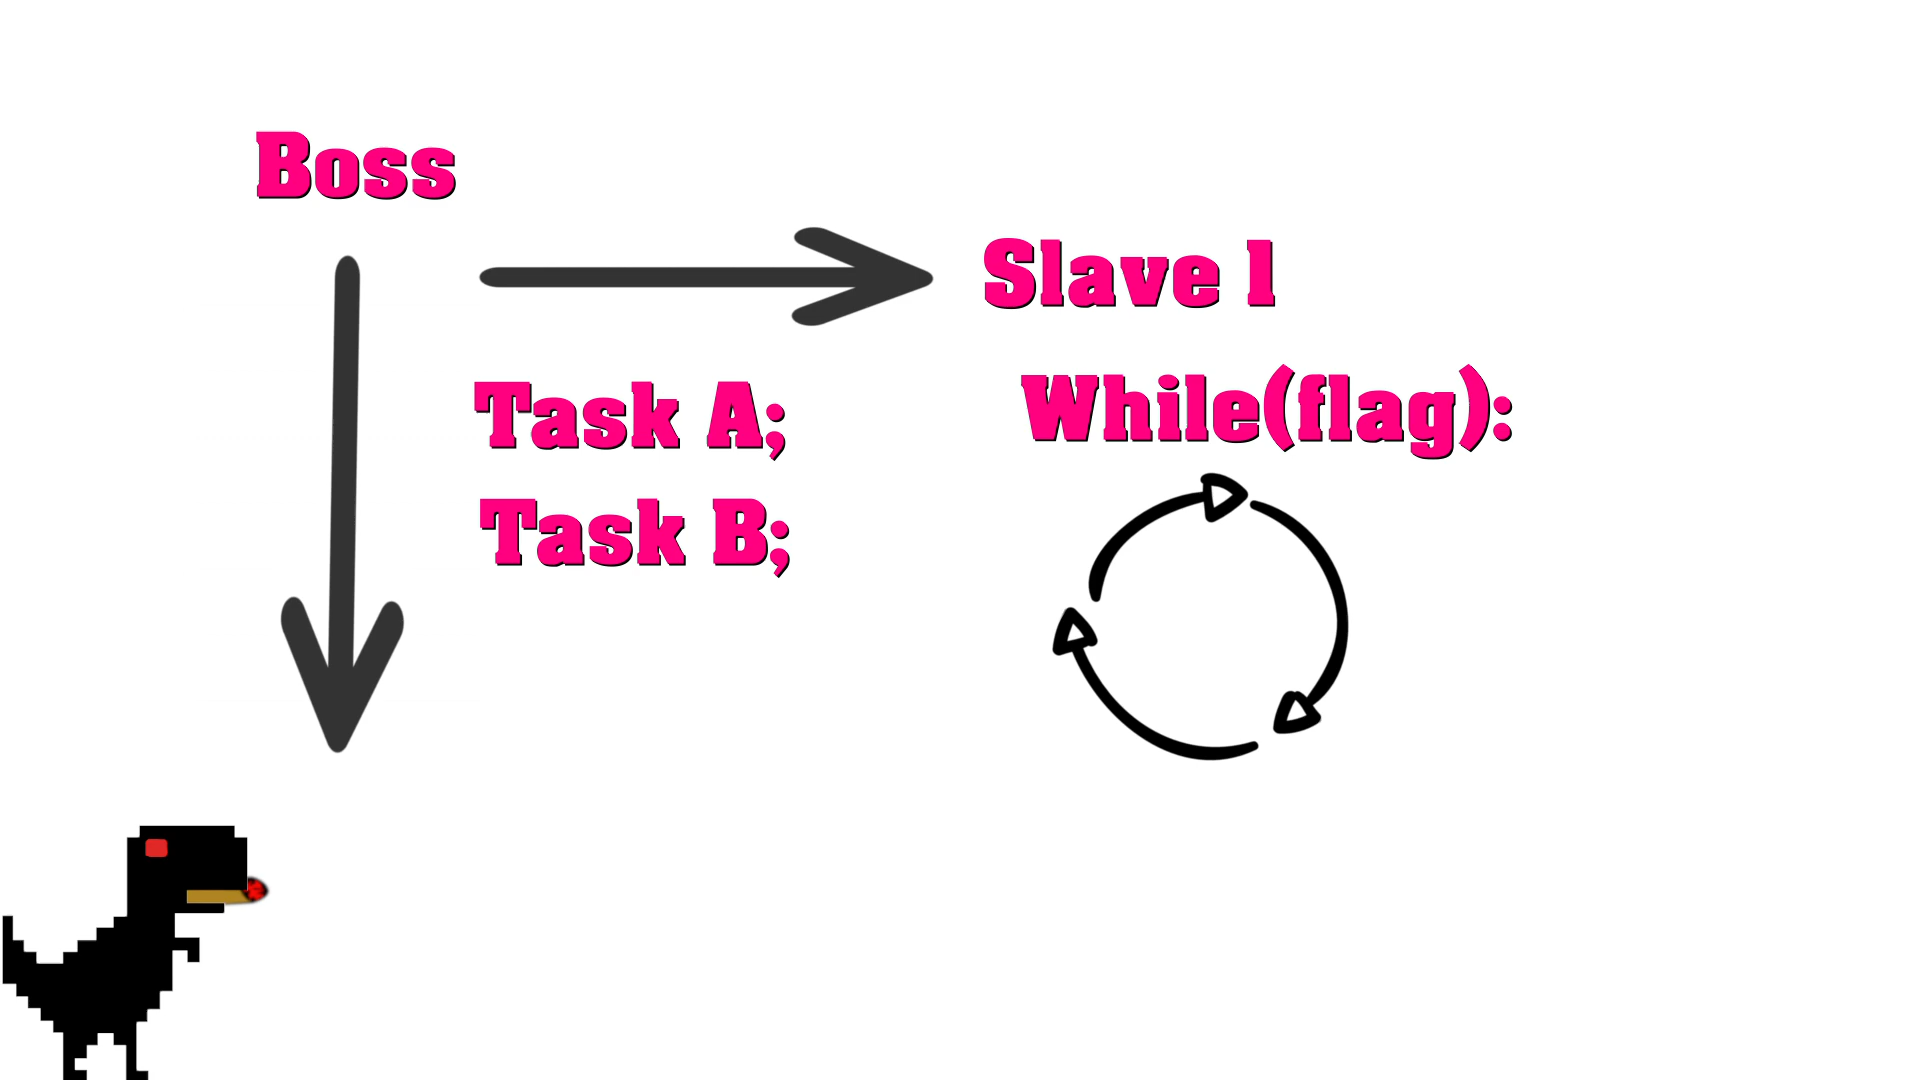 Boss
Slave 1
Task A;
While(flag):
Task B;